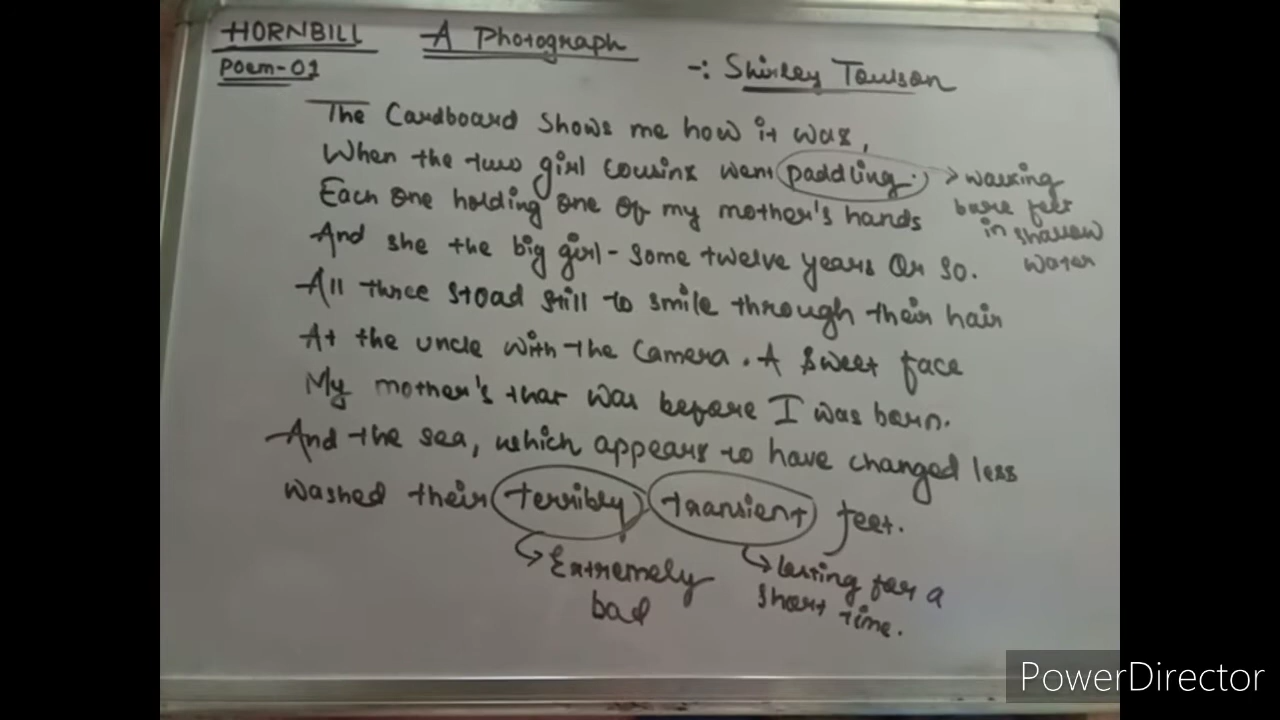 HORNBILL
A Photograph
Poem-01
-: Shirley Toulson
The Cardboard Shows me how it was,
When the two girl cousins went paddling.
Each one holding one of my mother's hands
And she the big girl - Some twelve years Or So.
All three stood still to smile through their hair
At the uncle with the Camera. A sweet face
My mother's that was before I was born.
And the sea, which appears to have changed less
washed their terribly transient feet.
walking
bare feet
in shallow
water
Extremely
bad
lasting for a
short time.
PowerDirector